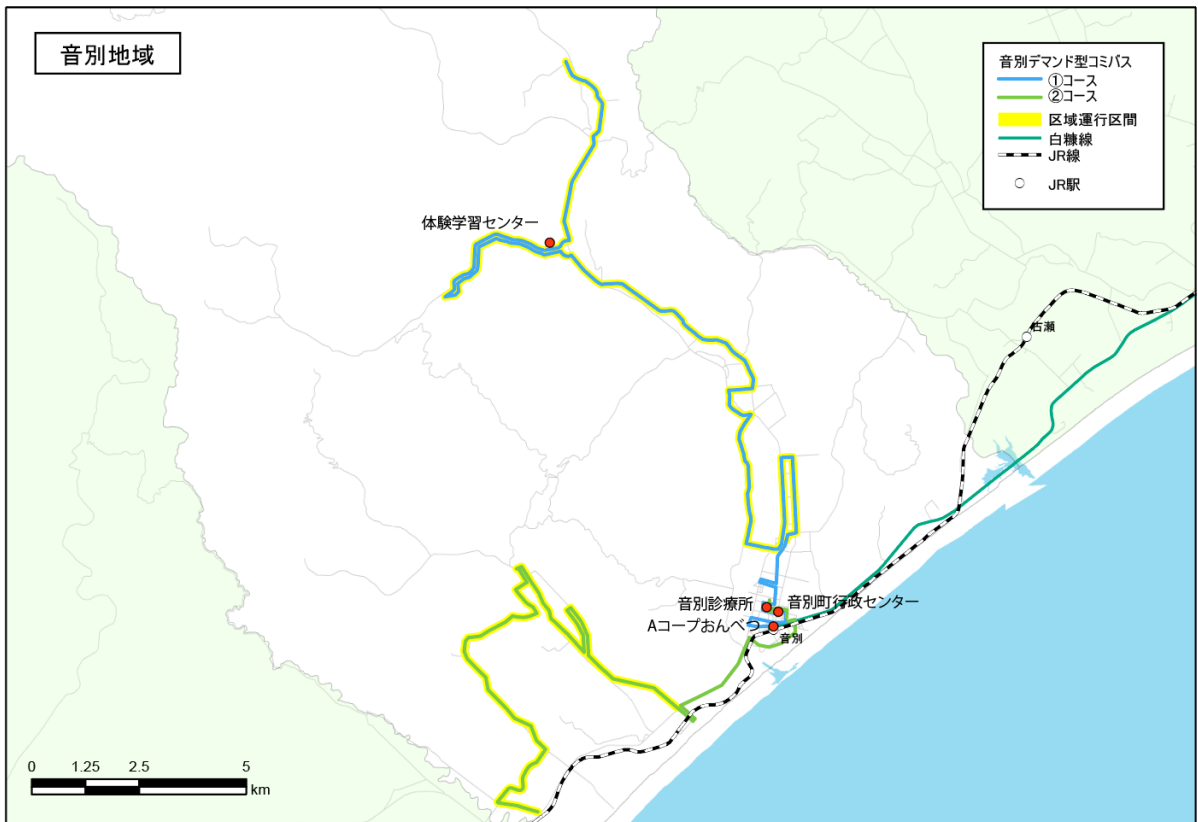 音別地域
音別デマンド型コミバス
①コース
②コース
区域運行区間
白糠線
JR線
JR駅
体験学習センター
古瀬
音別診療所
音別町行政センター
Aコープおんべつ
音別
0 1.25 2.5 5
km